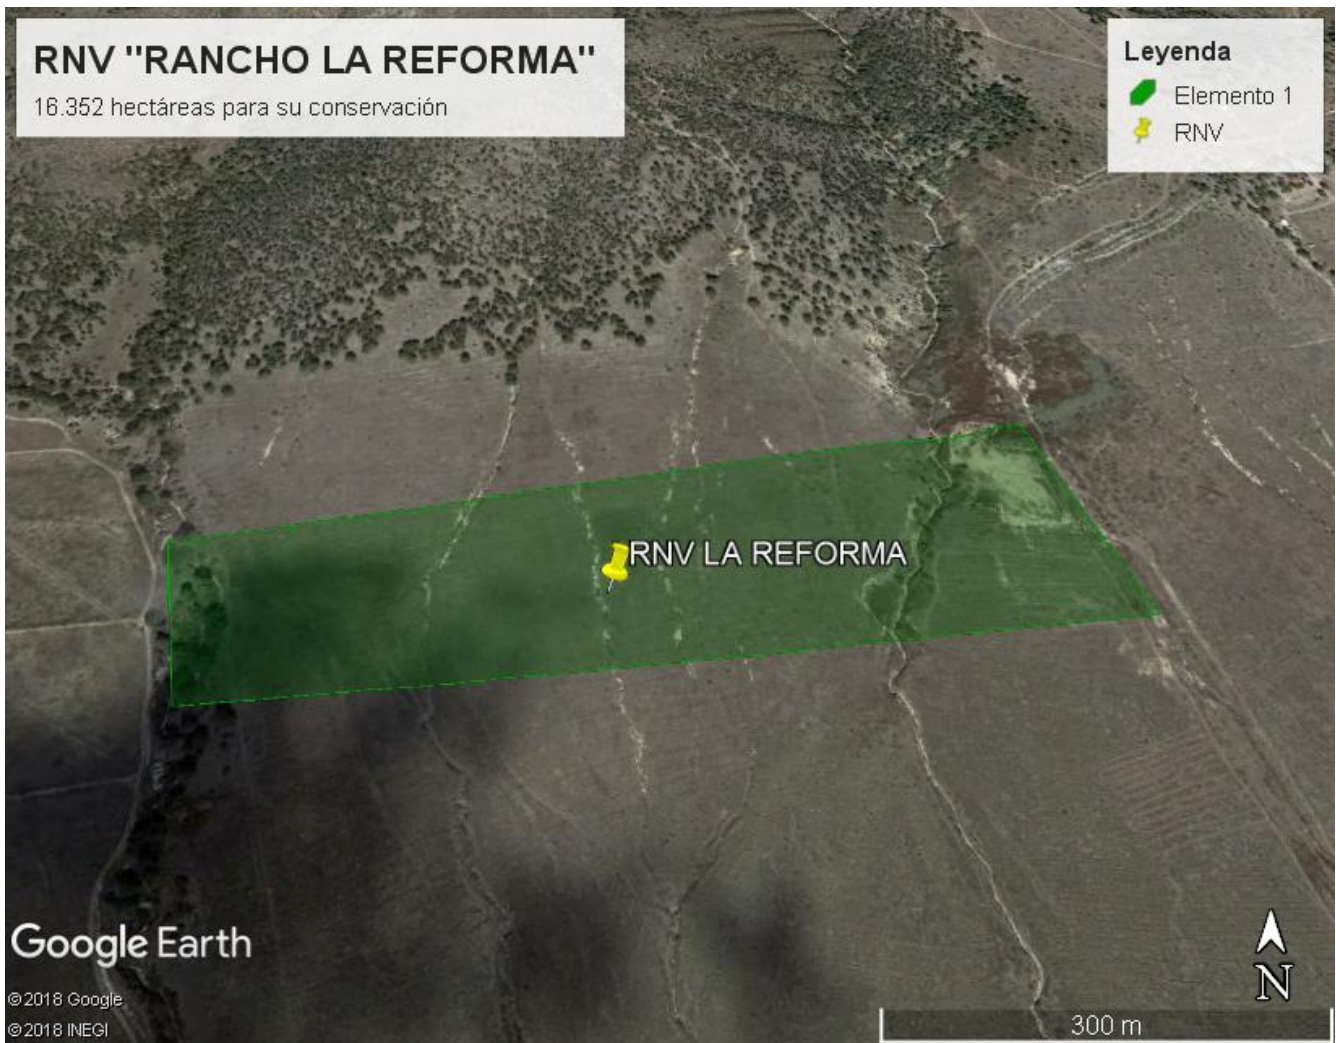 RNV "RANCHO LA REFORMA"
16.352 hectáreas para su conservación
Leyenda
Elemento 1
RNV
RNV LA REFORMA
Google Earth
©2018 Google
©2018 INEGI
N
300 m